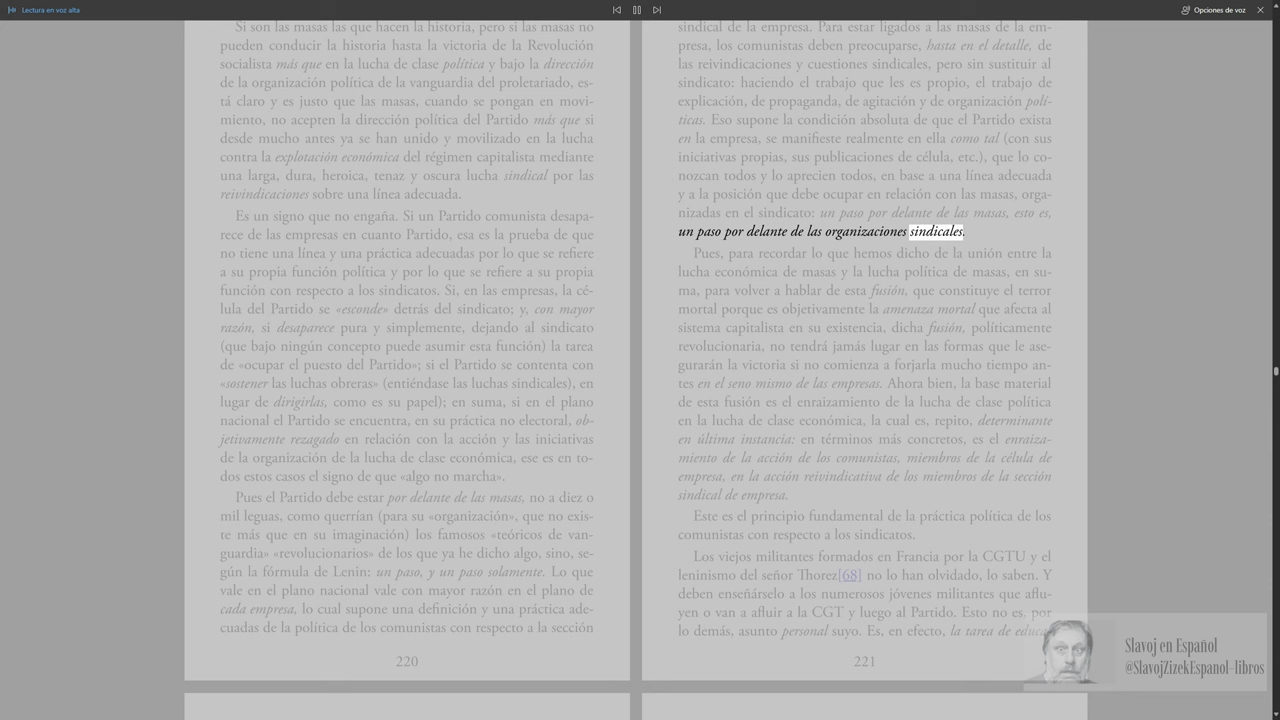 Lectura en voz alta
Opciones de voz
Si son las masas las que hacen la historia, pero si las masas no
pueden conducir la historia hasta la victoria de la Revolución
socialista más que en la lucha de clase política y bajo la dirección
de la organización política de la vanguardia del proletariado, es-
tá claro y es justo que las masas, cuando se pongan en movi-
miento, no acepten la dirección política del Partido más que si
desde mucho antes ya se han unido y movilizado en la lucha
contra la explotación económica del régimen capitalista mediante
una larga, dura, heroica, tenaz y oscura lucha sindical por las
reivindicaciones sobre una línea adecuada.
Es un signo que no engaña. Si un Partido comunista desapa-
rece de las empresas en cuanto Partido, esa es la prueba de que
no tiene una línea y una práctica adecuadas por lo que se refiere
a su propia función política y por lo que se refiere a su propia
función con respecto a los sindicatos. Si, en las empresas, la cé-
lula del Partido se «esconde» detrás del sindicato; y, con mayor
razón, si desaparece pura y simplemente, dejando al sindicato
(que bajo ningún concepto puede asumir esta función) la tarea
de «ocupar el puesto del Partido»; si el Partido se contenta con
«sostener las luchas obreras» (entiéndase las luchas sindicales), en
lugar de dirigirlas, como es su papel); en suma, si en el plano
nacional el Partido se encuentra, en su práctica no electoral, ob-
jetivamente rezagado en relación con la acción y las iniciativas
de la organización de la lucha de clase económica, ese es en to-
dos estos casos el signo de que «algo no marcha».
Pues el Partido debe estar por delante de las masas, no a diez o
mil leguas, como querrían (para su «organización», que no exis-
te más que en su imaginación) los famosos «teóricos de van-
guardia» «revolucionarios» de los que ya he dicho algo, sino, se-
gún la fórmula de Lenin: un paso, y un paso solamente. Lo que
vale en el plano nacional vale con mayor razón en el plano de
cada empresa, lo cual supone una definición y una práctica ade-
cuadas de la política de los comunistas con respecto a la sección
220
sindical de la empresa. Para estar ligados a las masas de la em-
presa, los comunistas deben preocuparse, hasta en el detalle, de
las reivindicaciones y cuestiones sindicales, pero sin sustituir al
sindicato: haciendo el trabajo que les es propio, el trabajo de
explicación, de propaganda, de agitación y de organización polí-
ticas. Eso supone la condición absoluta de que el Partido exista
en la empresa, se manifieste realmente en ella como tal (con sus
iniciativas propias, sus publicaciones de célula, etc.), que lo co-
nozcan todos y lo aprecien todos, en base a una línea adecuada
y a la posición que debe ocupar en relación con las masas, orga-
nizadas en el sindicato: un paso por delante de las masas, esto es,
un paso por delante de las organizaciones sindicales.
Pues, para recordar lo que hemos dicho de la unión entre la
lucha económica de masas y la lucha política de masas, en su-
ma, para volver a hablar de esta fusión, que constituye el terror
mortal porque es objetivamente la amenaza mortal que afecta al
sistema capitalista en su existencia, dicha fusión, políticamente
revolucionaria, no tendrá jamás lugar en las formas que le ase-
gurarán la victoria si no comienza a forjarla mucho tiempo an-
tes en el seno mismo de las empresas. Ahora bien, la base material
de esta fusión es el enraizamiento de la lucha de clase política
en la lucha de clase económica, la cual es, repito, determinante
en última instancia: en términos más concretos, es el enraiza-
miento de la acción de los comunistas, miembros de la célula de
empresa, en la acción reivindicativa de los miembros de la sección
sindical de empresa.
Este es el principio fundamental de la práctica política de los
comunistas con respecto a los sindicatos.
Los viejos militantes formados en Francia por la CGTU y el
leninismo del señor Thorez[68] no lo han olvidado, lo saben. Y
deben enseñárselo a los numerosos jóvenes militantes que aflu-
yen o van a afluir a la CGT y luego al Partido. Esto no es, por
lo demás, asunto personal suyo. Es, en efecto, la tarea de educa-
221
Slavoj en Español
@SlavojZizekEspanol-libros